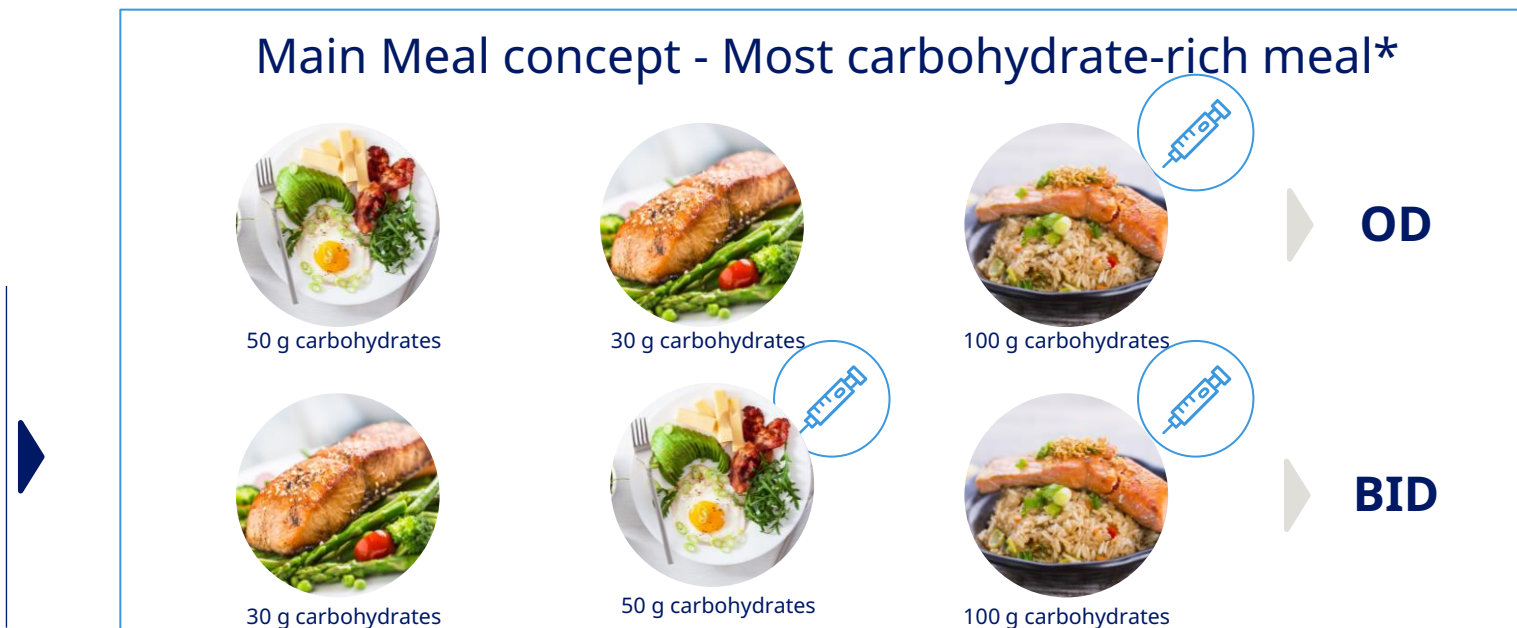 Main Meal concept - Most carbohydrate-rich meal*
50 g carbohydrates
30 g carbohydrates
100 g carbohydrates
OD
30 g carbohydrates
50 g carbohydrates
100 g carbohydrates
BID